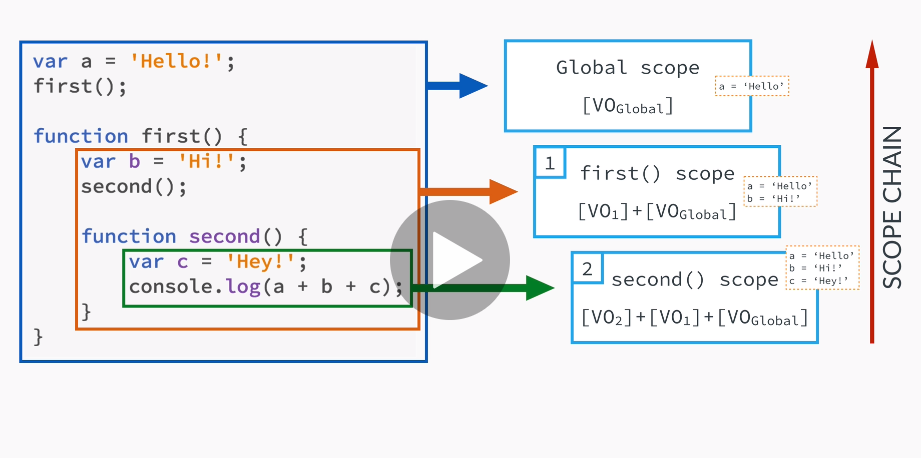 var a = 'Hello!';
first();
function first() {
var b = 'Hi!';
second();
function second() {
var c = 'Hey!';
console.log(a + b + c);
}
}
Global scope
[VOGlobal]
a = ‘Hello’
1
first() scope
[VO1]+[VOGlobal]
a = ‘Hello’
b = ‘Hi!’
2
second() scope
[VO2]+[VO1]+[VOGlobal]
a = ‘Hello’
b = ‘Hi!’
c = ‘Hey!’
SCOPE CHAIN